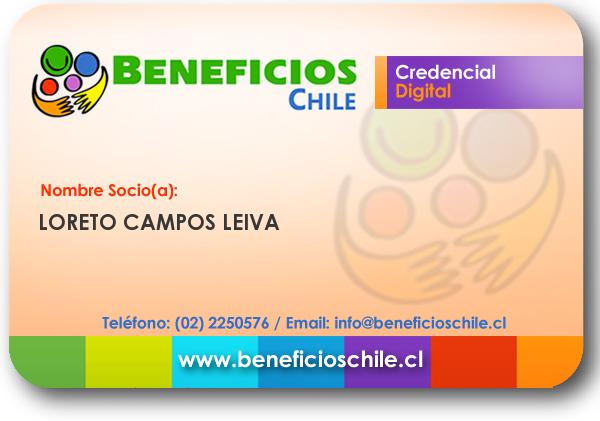 BENEFICIOS
CHILE
Credencial
Digital
Nombre Socio(a):
LORETO CAMPOS LEIVA
Teléfono: (02) 2250576 / Email: info@beneficioschile.cl
www.beneficioschile.cl